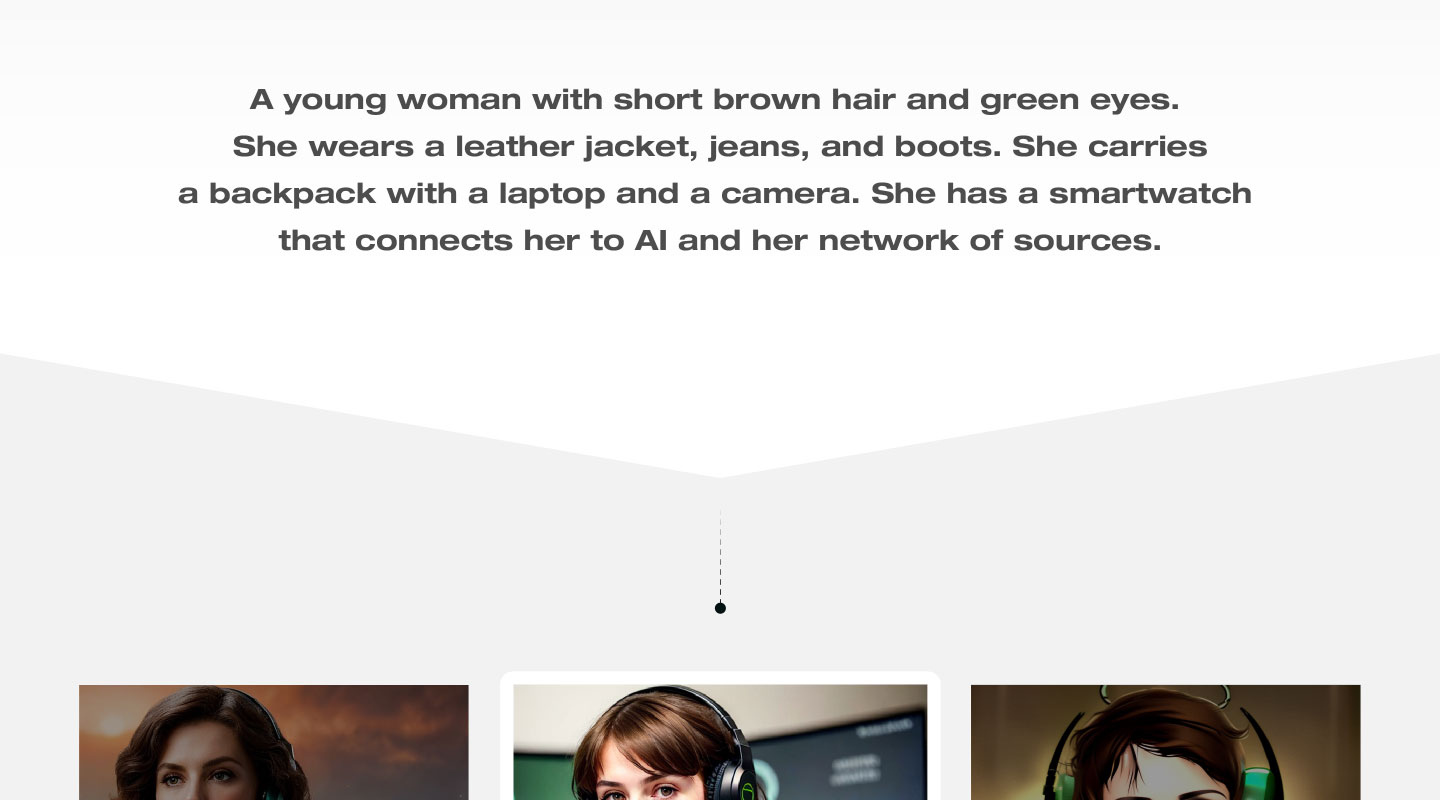 A young woman with short brown hair and green eyes.
She wears a leather jacket, jeans, and boots. She carries
a backpack with a laptop and a camera. She has a smartwatch
that connects her to AI and her network of sources.